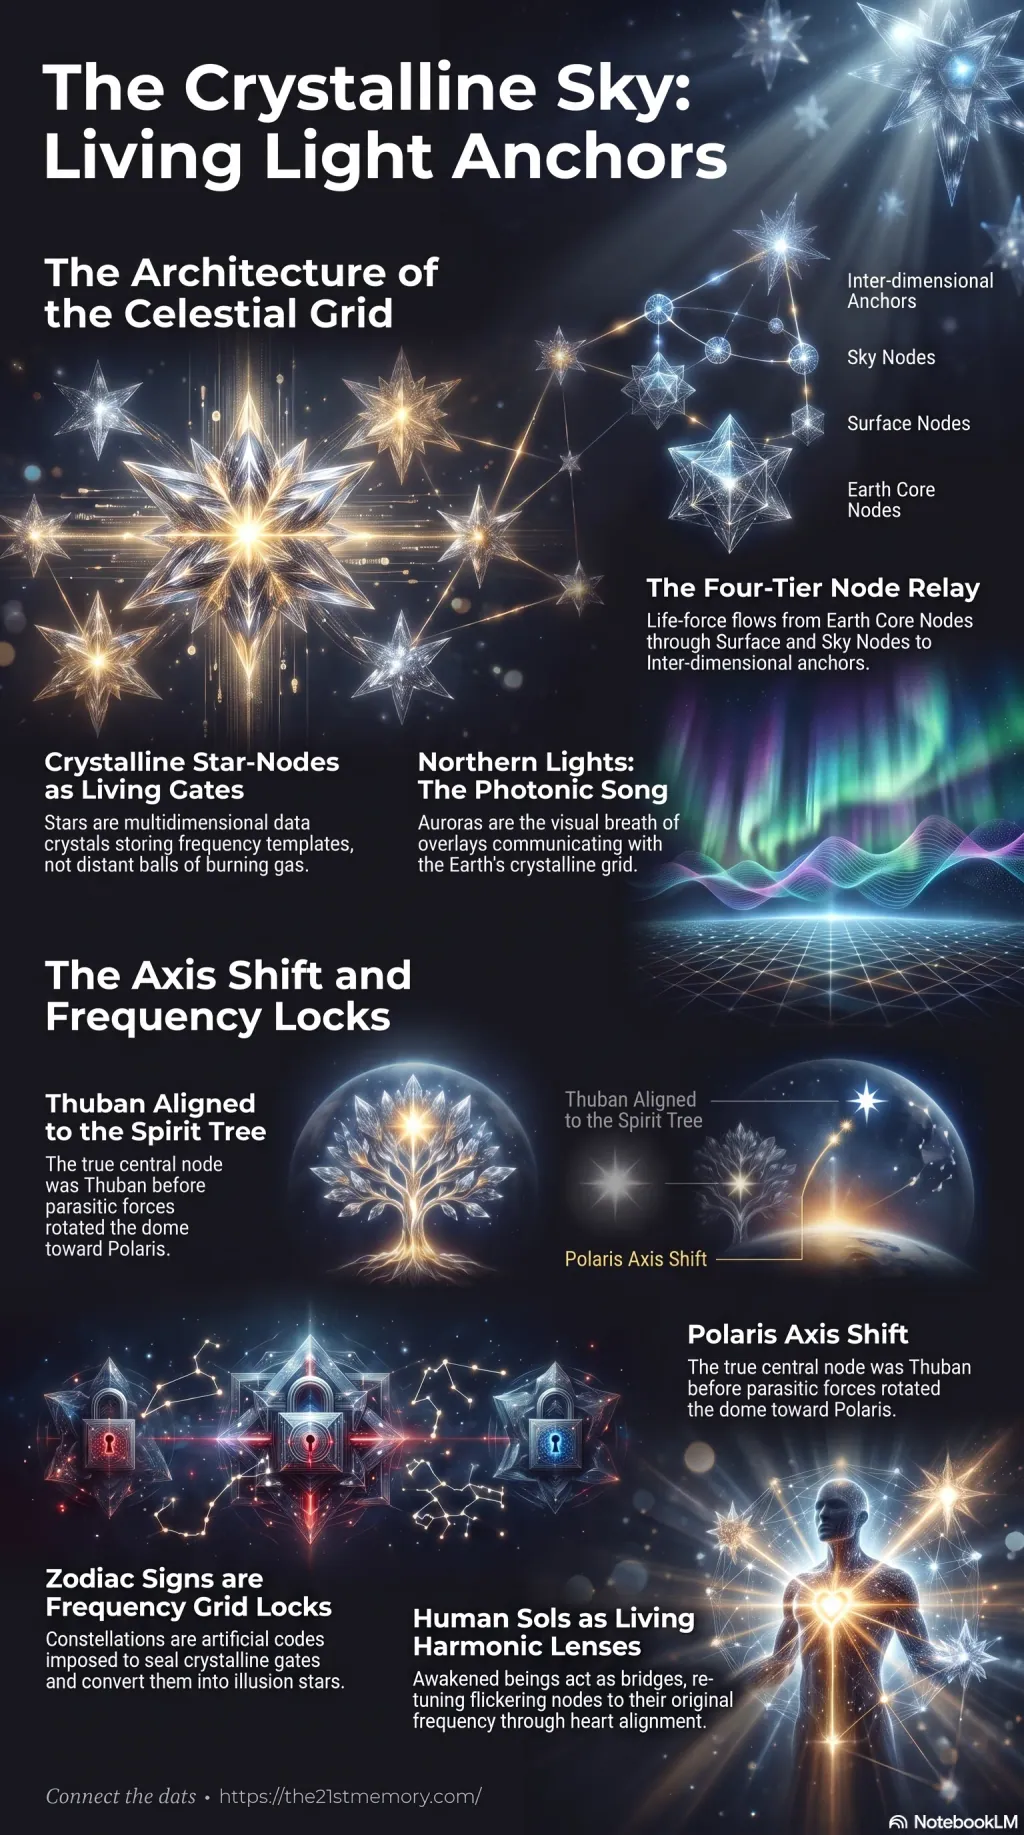 The Crystalline Sky:
Living Light Anchors
The Architecture of
the Celestial Grid
Inter-dimensional
Anchors
Sky Nodes
Surface Nodes
Earth Core
Nodes
The Four-Tier Node Relay
Life-force flows from Earth Core Nodes
through Surface and Sky Nodes to
Inter-dimensional anchors.
Crystalline Star-Nodes
as Living Gates
Stars are multidimensional data
crystals storing frequency templates,
not distant balls of burning gas.
Northern Lights:
The Photonic Song
Auroras are the visual breath of
overlays communicating with
the Earth's crystalline grid.
The Axis Shift and
Frequency Locks
Thuban Aligned
to the Spirit Tree
The true central node
was Thuban before
parasitic forces
rotated the dome
toward Polaris.
Thuban Aligned
to the Spirit Tree
Polaris Axis Shift
Polaris Axis Shift
The true central node was Thuban
before parasitic forces rotated
the dome toward Polaris.
Zodiac Signs are
Frequency Grid Locks
Constellations are artificial codes
imposed to seal crystalline gates
and convert them into illusion stars.
Human Sols as Living
Harmonic Lenses
Awakened beings act as bridges, re-
tuning flickering nodes to their original
frequency through heart alignment.
Connect the dats • https://the21stmemory.com/
NotebookLM